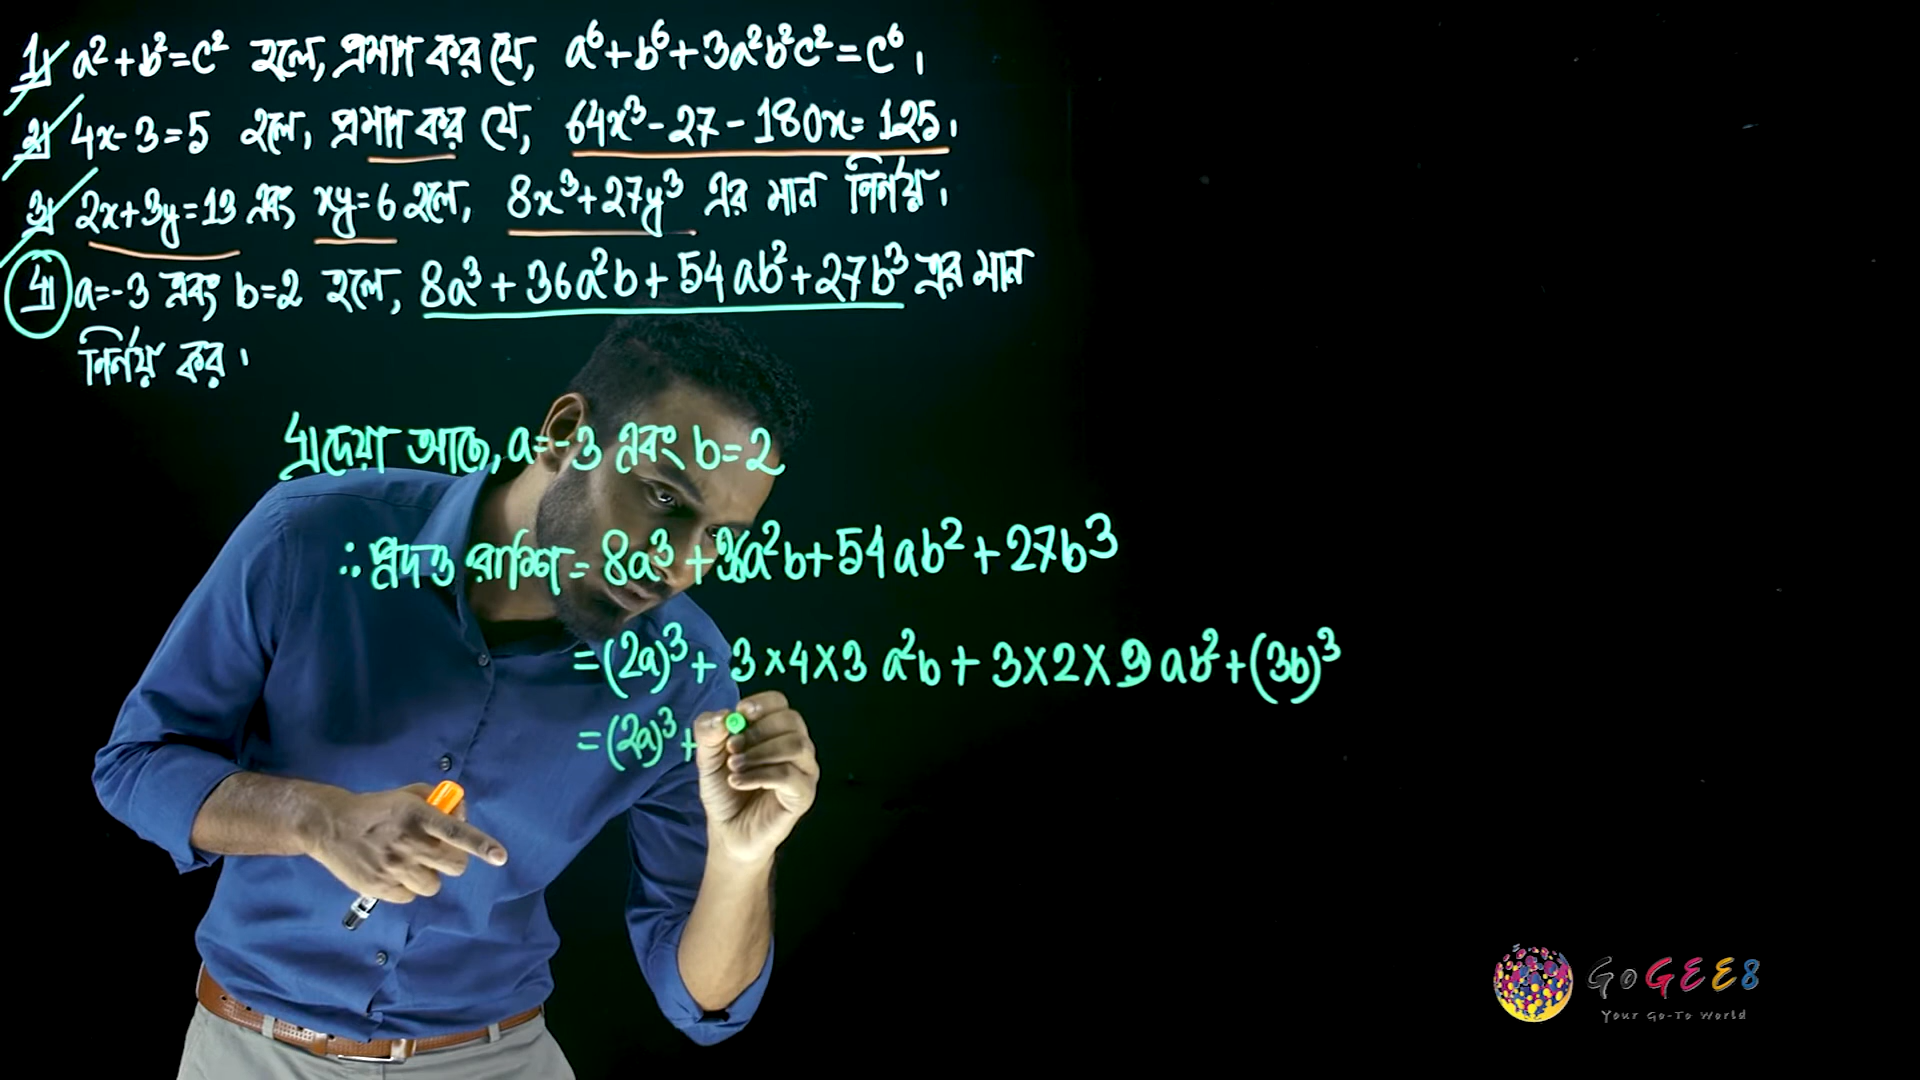 ১। a²+b²=c² হলে, প্রমাণ কর যে, a⁶+b⁶+3a²b²c²=c⁶।
২। 4x-3=5 হলে, প্রমাণ কর যে, 64x³-27-180x=125।
৩। 2x+3y=13 এবং xy=6 হলে, 8x³+27y³ এর মান নির্ণয়।
৪। a=-3 এবং b=2 হলে, 8a³+36a²b+54ab²+27b³ এর মান
নির্ণয় কর।
৪। দেয়া আছে, a=-3 এবং b=2
∴ প্রদত্ত রাশি = 8a³+36a²b+54ab²+27b³
=(2a)³+3×4×3 a²b+3×2×9 ab²+(3b)³
=(2a)³+
GoGEE8
Your Go-To World